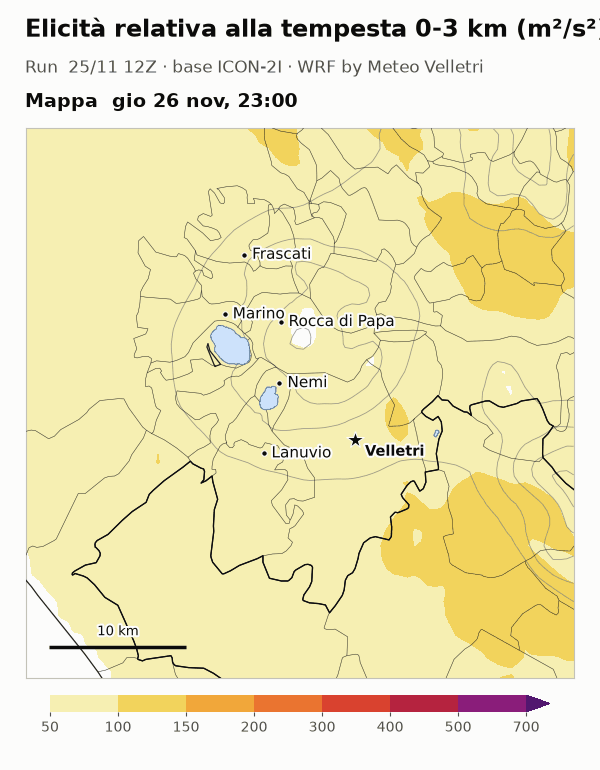 Elicità relativa alla tempesta 0-3 km (m²/s²)
Run 25/11 12Z · base ICON-2I · WRF by Meteo Velletri
Mappa gio 26 nov, 23:00
Frascati
Marino
Rocca di Papa
Nemi
Velletri
Lanuvio
10 km
50 100 150 200 300 400 500 700